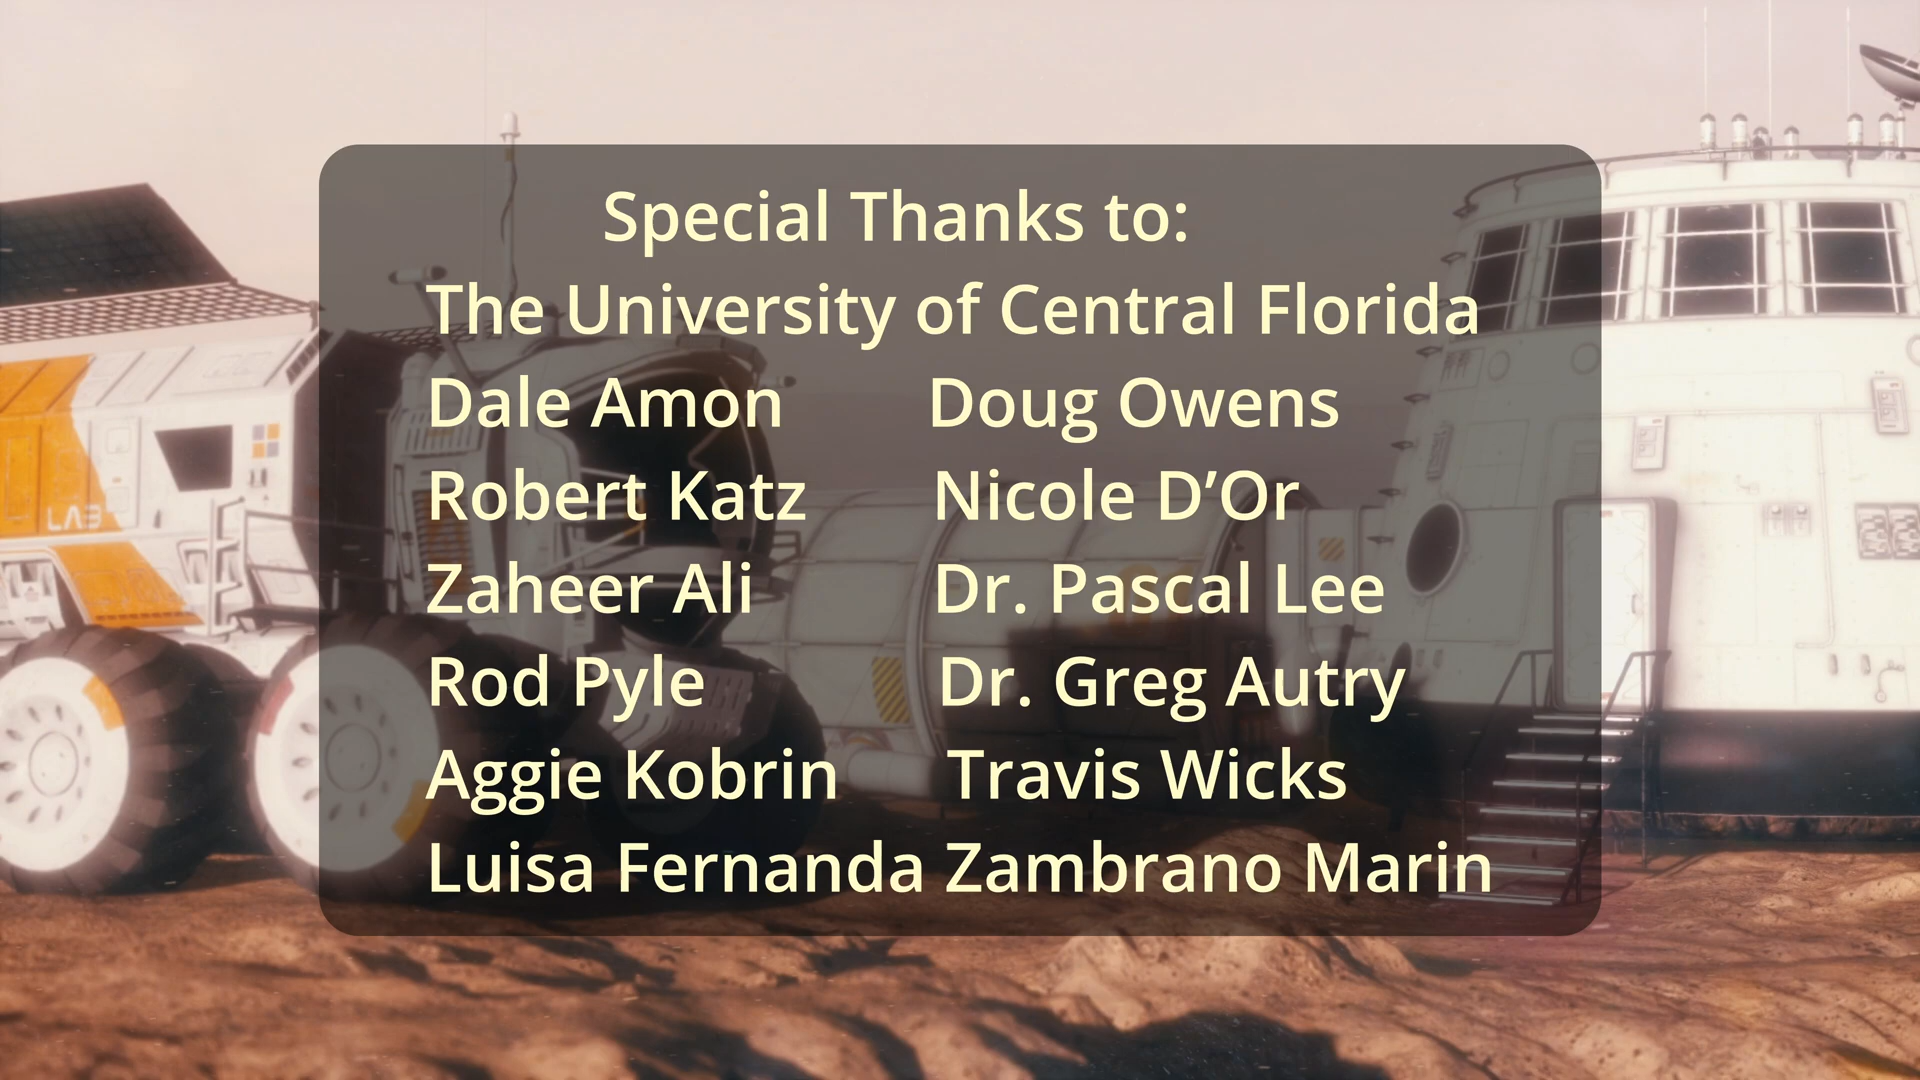 Special Thanks to:
The University of Central Florida
Dale Amon Doug Owens
Robert Katz Nicole D’Or
Zaheer Ali Dr. Pascal Lee
Rod Pyle Dr. Greg Autry
Aggie Kobrin Travis Wicks
Luisa Fernanda Zambrano Marin
LAB